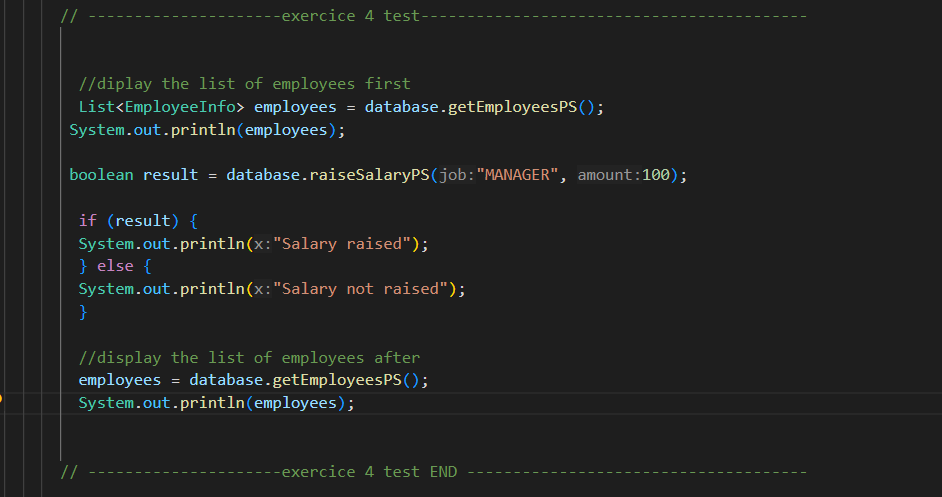 // ---------------------exercice 4 test------------------------------------------
//diplay the list of employees first
List<EmployeeInfo> employees = database.getEmployeesPS();
System.out.println(employees);
boolean result = database.raiseSalaryPS(job:"MANAGER", amount:100);
if (result) {
System.out.println(x:"Salary raised");
} else {
System.out.println(x:"Salary not raised");
}
//display the list of employees after
employees = database.getEmployeesPS();
System.out.println(employees);
// ---------------------exercice 4 test END -------------------------------------